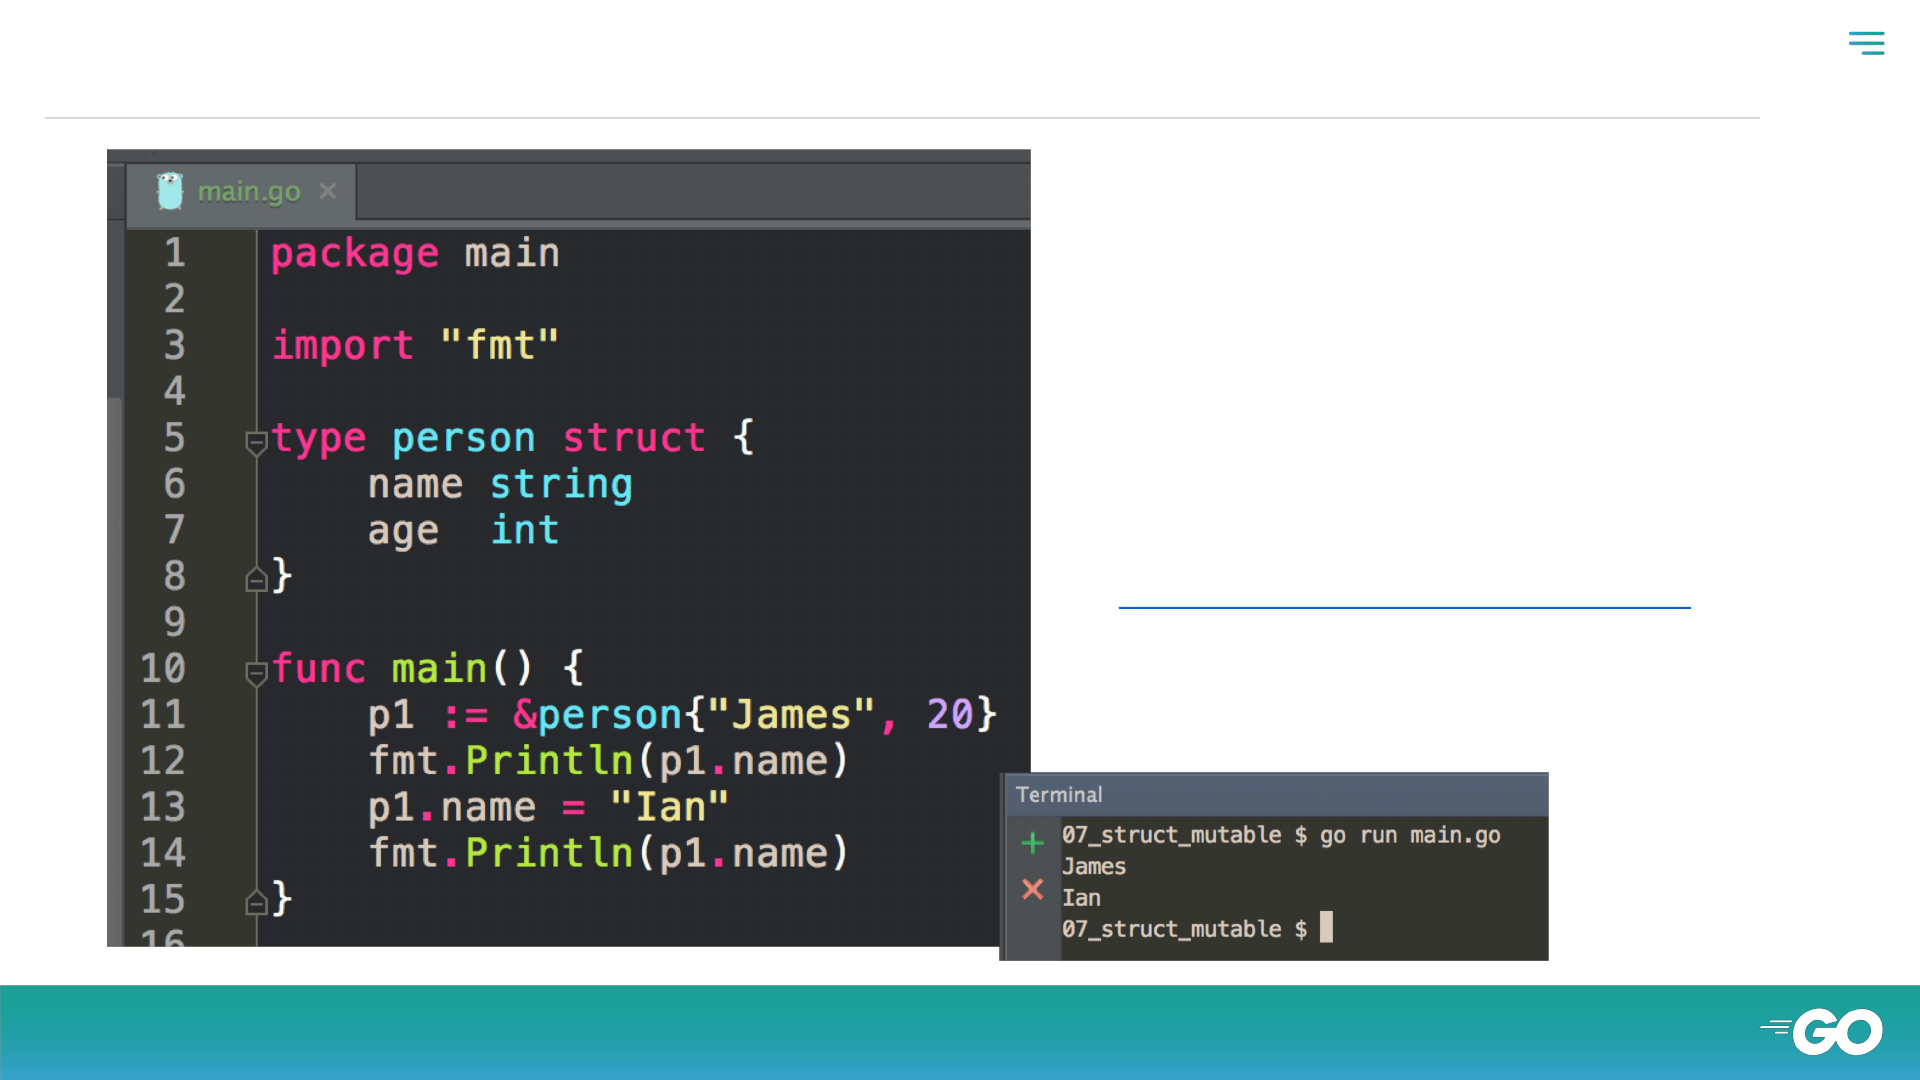 main.go
1 package main
2
3 import "fmt"
4
5 type person struct {
6     name string
7     age  int
8 }
9
10 func main() {
11     p1 := &person{"James", 20}
12     fmt.Println(p1.name)
13     p1.name = "Ian"
14     fmt.Println(p1.name)
15 }
16
Terminal
07_struct_mutable $ go run main.go
James
Ian
07_struct_mutable $
GO